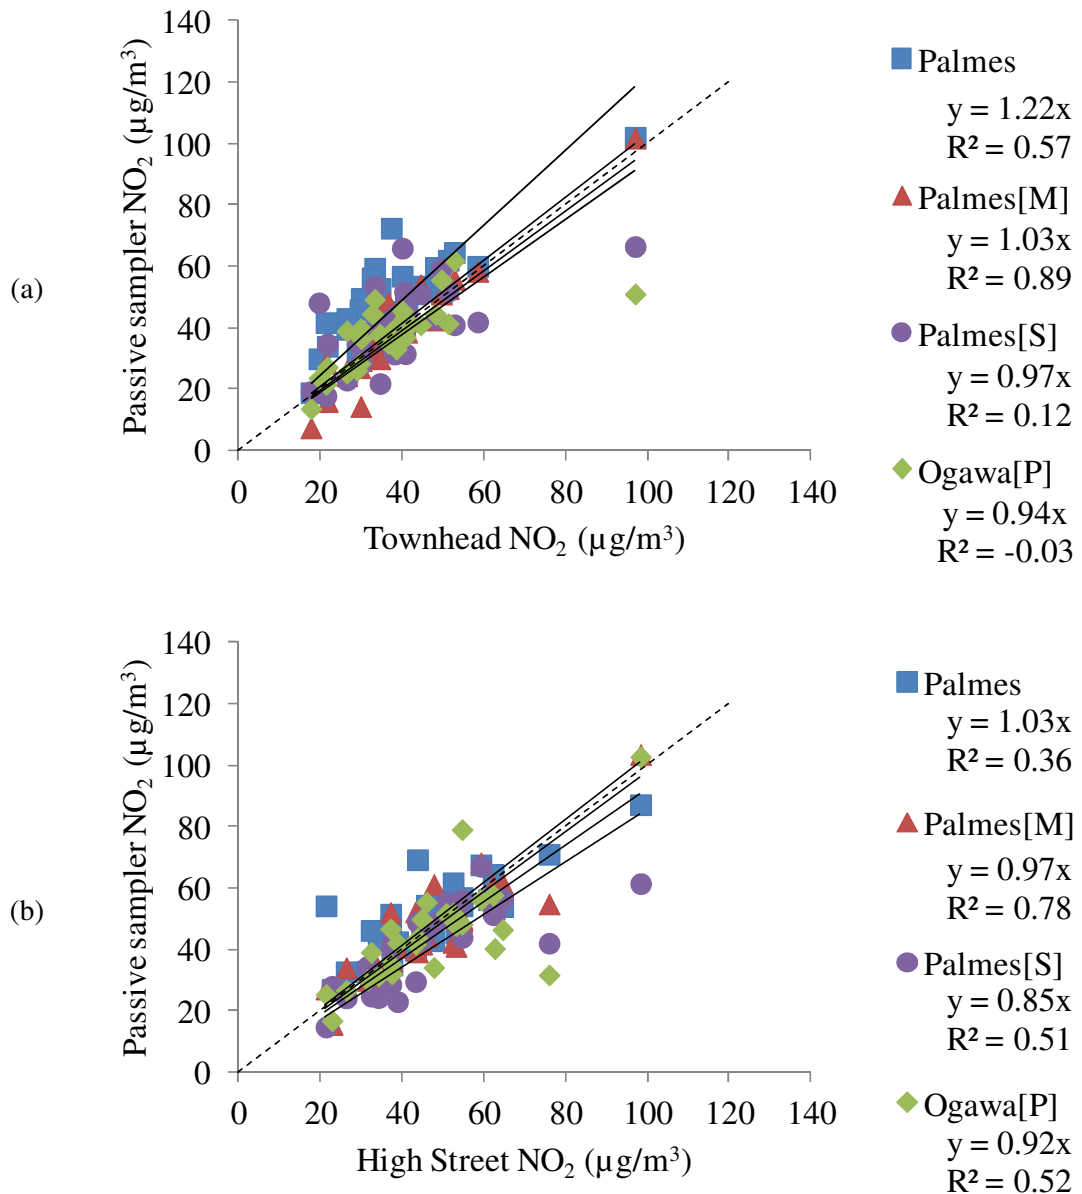 (a)
Passive sampler NO₂ (µg/m³)
140
120
100
80
60
40
20
0
0 20 40 60 80 100 120 140
Townhead NO₂ (µg/m³)
Palmes
y = 1.22x
R² = 0.57
Palmes[M]
y = 1.03x
R² = 0.89
Palmes[S]
y = 0.97x
R² = 0.12
Ogawa[P]
y = 0.94x
R² = -0.03
(b)
Passive sampler NO₂ (µg/m³)
140
120
100
80
60
40
20
0
0 20 40 60 80 100 120 140
High Street NO₂ (µg/m³)
Palmes
y = 1.03x
R² = 0.36
Palmes[M]
y = 0.97x
R² = 0.78
Palmes[S]
y = 0.85x
R² = 0.51
Ogawa[P]
y = 0.92x
R² = 0.52